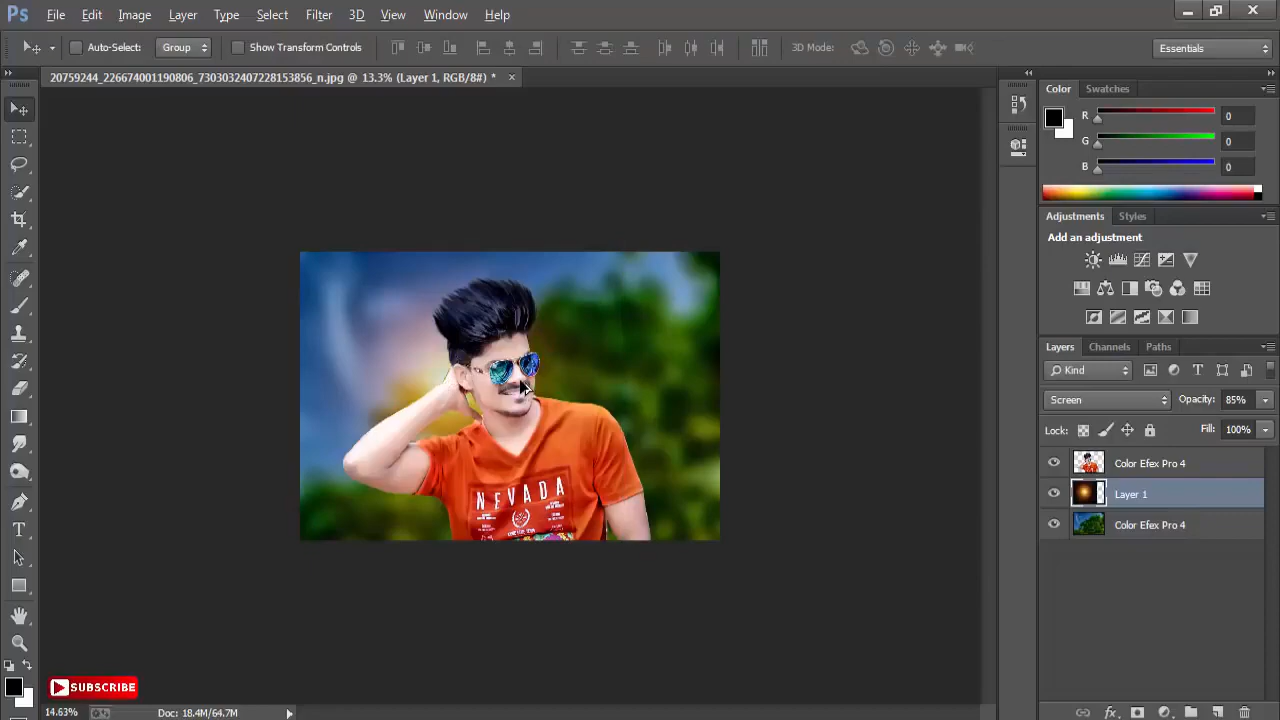 Ps File Edit Image Layer Type Select Filter 3D View Window Help
Auto-Select: Group Show Transform Controls 3D Mode: Essentials
20759244_226674001190806_7303032407228153856_n.jpg @ 13.3% (Layer 1, RGB/8#) *
Color Swatches
R 0
G 0
B 0
Adjustments Styles
Add an adjustment
Layers Channels Paths
Kind
Screen Opacity: 85%
Lock: Fill: 100%
Color Efex Pro 4
Layer 1
Color Efex Pro 4
NEVADA
SUBSCRIBE
14.63% Doc: 18.4M/64.7M